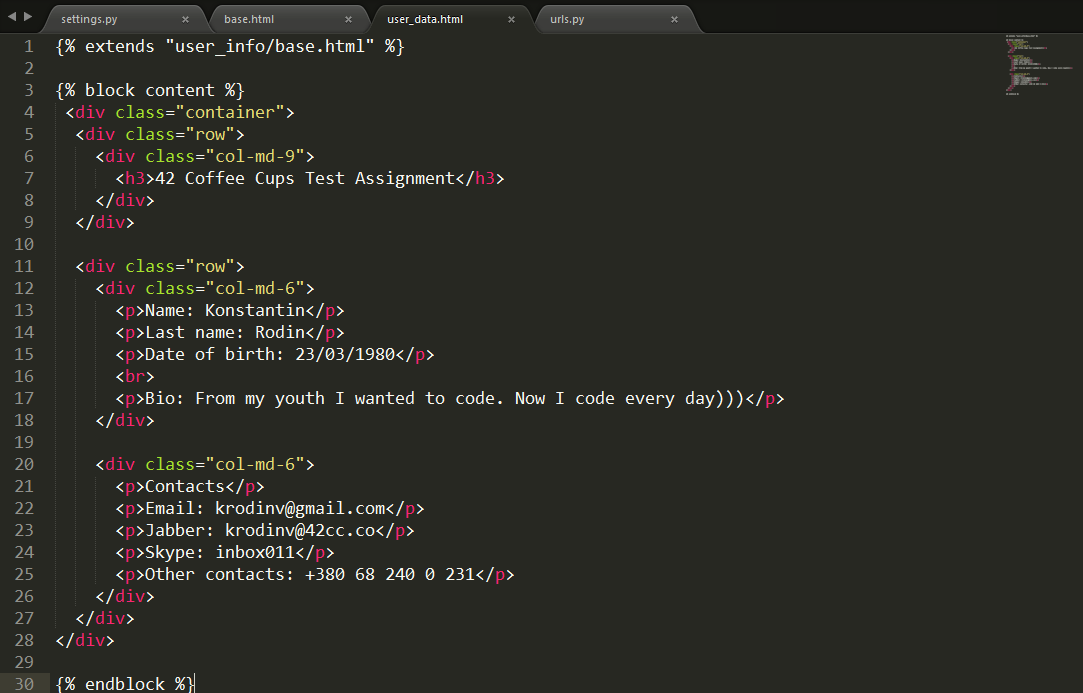 settings.py × base.html × user_data.html × urls.py ×
1 {% extends "user_info/base.html" %}
2
3 {% block content %}
4 <div class="container">
5 <div class="row">
6 <div class="col-md-9">
7 <h3>42 Coffee Cups Test Assignment</h3>
8 </div>
9 </div>
10
11 <div class="row">
12 <div class="col-md-6">
13 <p>Name: Konstantin</p>
14 <p>Last name: Rodin</p>
15 <p>Date of birth: 23/03/1980</p>
16 <br>
17 <p>Bio: From my youth I wanted to code. Now I code every day)))</p>
18 </div>
19
20 <div class="col-md-6">
21 <p>Contacts</p>
22 <p>Email: krodinv@gmail.com</p>
23 <p>Jabber: krodinv@42cc.co</p>
24 <p>Skype: inbox011</p>
25 <p>Other contacts: +380 68 240 0 231</p>
26 </div>
27 </div>
28 </div>
29
30 {% endblock %}